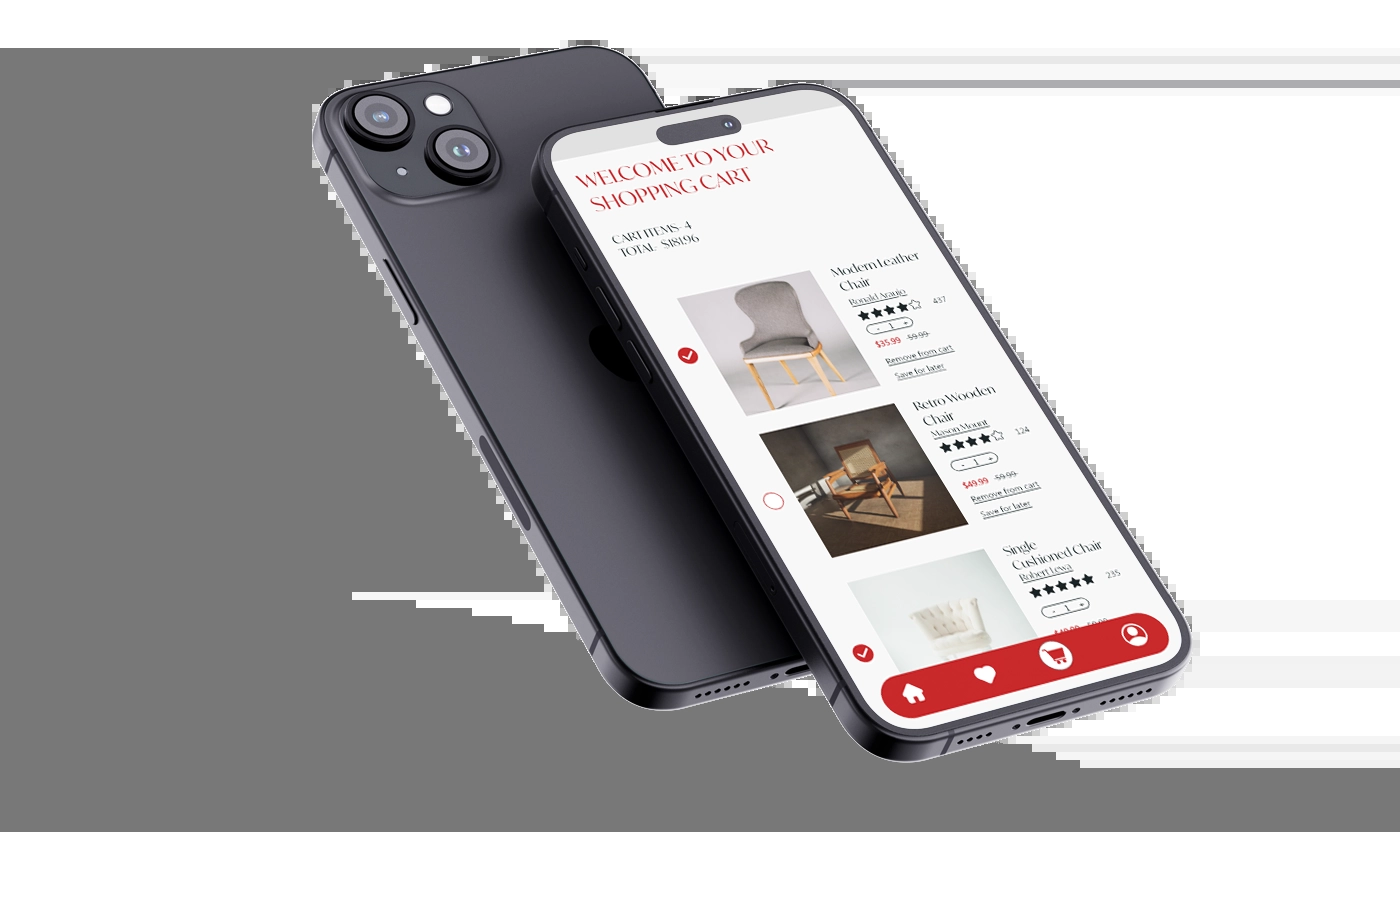 WELCOME TO YOUR
SHOPPING CART
CART ITEMS- 4
TOTAL- $181.96
Modern Leather
Chair
Ronald Araujo
437
- 1 +
$35.99 59.99
Remove from cart
Save for later
Retro Wooden
Chair
Mason Mount
124
- 1 +
$49.99 59.99
Remove from cart
Save for later
Single
Cushioned Chair
Robert Lewa
235
- 1 +